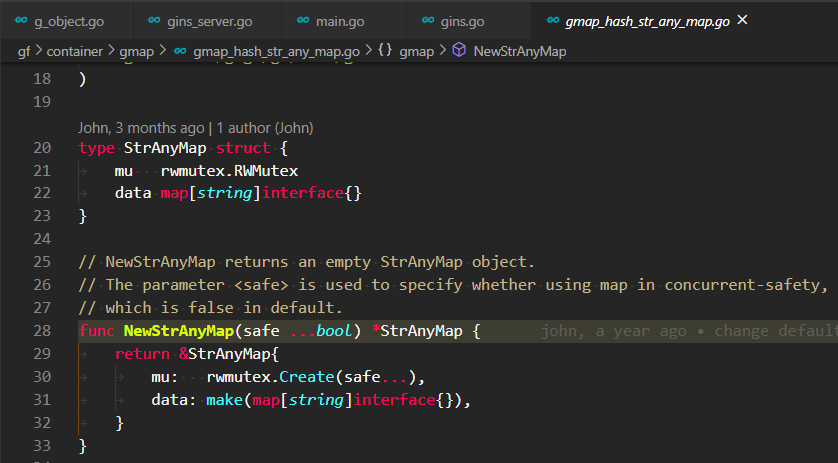 g_object.go gins_server.go main.go gins.go gmap_hash_str_any_map.go
gf > container > gmap > gmap_hash_str_any_map.go > {} gmap > NewStrAnyMap
18 )
19
John, 3 months ago | 1 author (John)
20 type StrAnyMap struct {
21 mu rwmutex.RWMutex
22 data map[string]interface{}
23 }
24
25 // NewStrAnyMap returns an empty StrAnyMap object.
26 // The parameter <safe> is used to specify whether using map in concurrent-safety,
27 // which is false in default.
28 func NewStrAnyMap(safe ...bool) *StrAnyMap { john, a year ago • change default
29 return &StrAnyMap{
30 mu: rwmutex.Create(safe...),
31 data: make(map[string]interface{}),
32 }
33 }